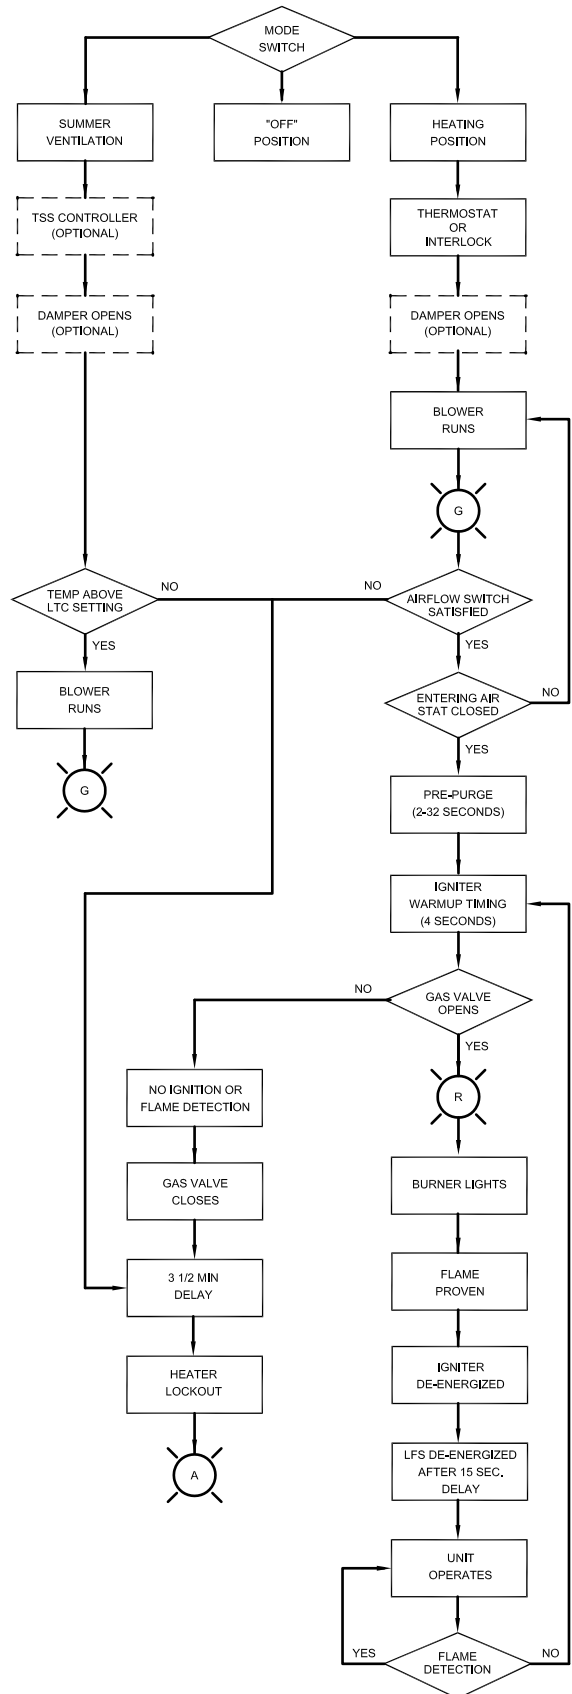 MODE
SWITCH
SUMMER
VENTILATION
"OFF"
POSITION
HEATING
POSITION
TSS CONTROLLER
(OPTIONAL)
THERMOSTAT
OR
INTERLOCK
DAMPER OPENS
(OPTIONAL)
DAMPER OPENS
(OPTIONAL)
BLOWER
RUNS
G
TEMP ABOVE
LTC SETTING
NO
NO
AIRFLOW SWITCH
SATISFIED
YES
YES
BLOWER
RUNS
ENTERING AIR
STAT CLOSED
NO
YES
G
PRE-PURGE
(2-32 SECONDS)
IGNITER
WARMUP TIMING
(4 SECONDS)
NO
GAS VALVE
OPENS
YES
NO IGNITION OR
FLAME DETECTION
R
GAS VALVE
CLOSES
BURNER LIGHTS
3 1/2 MIN
DELAY
FLAME
PROVEN
HEATER
LOCKOUT
IGNITER
DE-ENERGIZED
A
LFS DE-ENERGIZED
AFTER 15 SEC.
DELAY
UNIT
OPERATES
YES
FLAME
DETECTION
NO